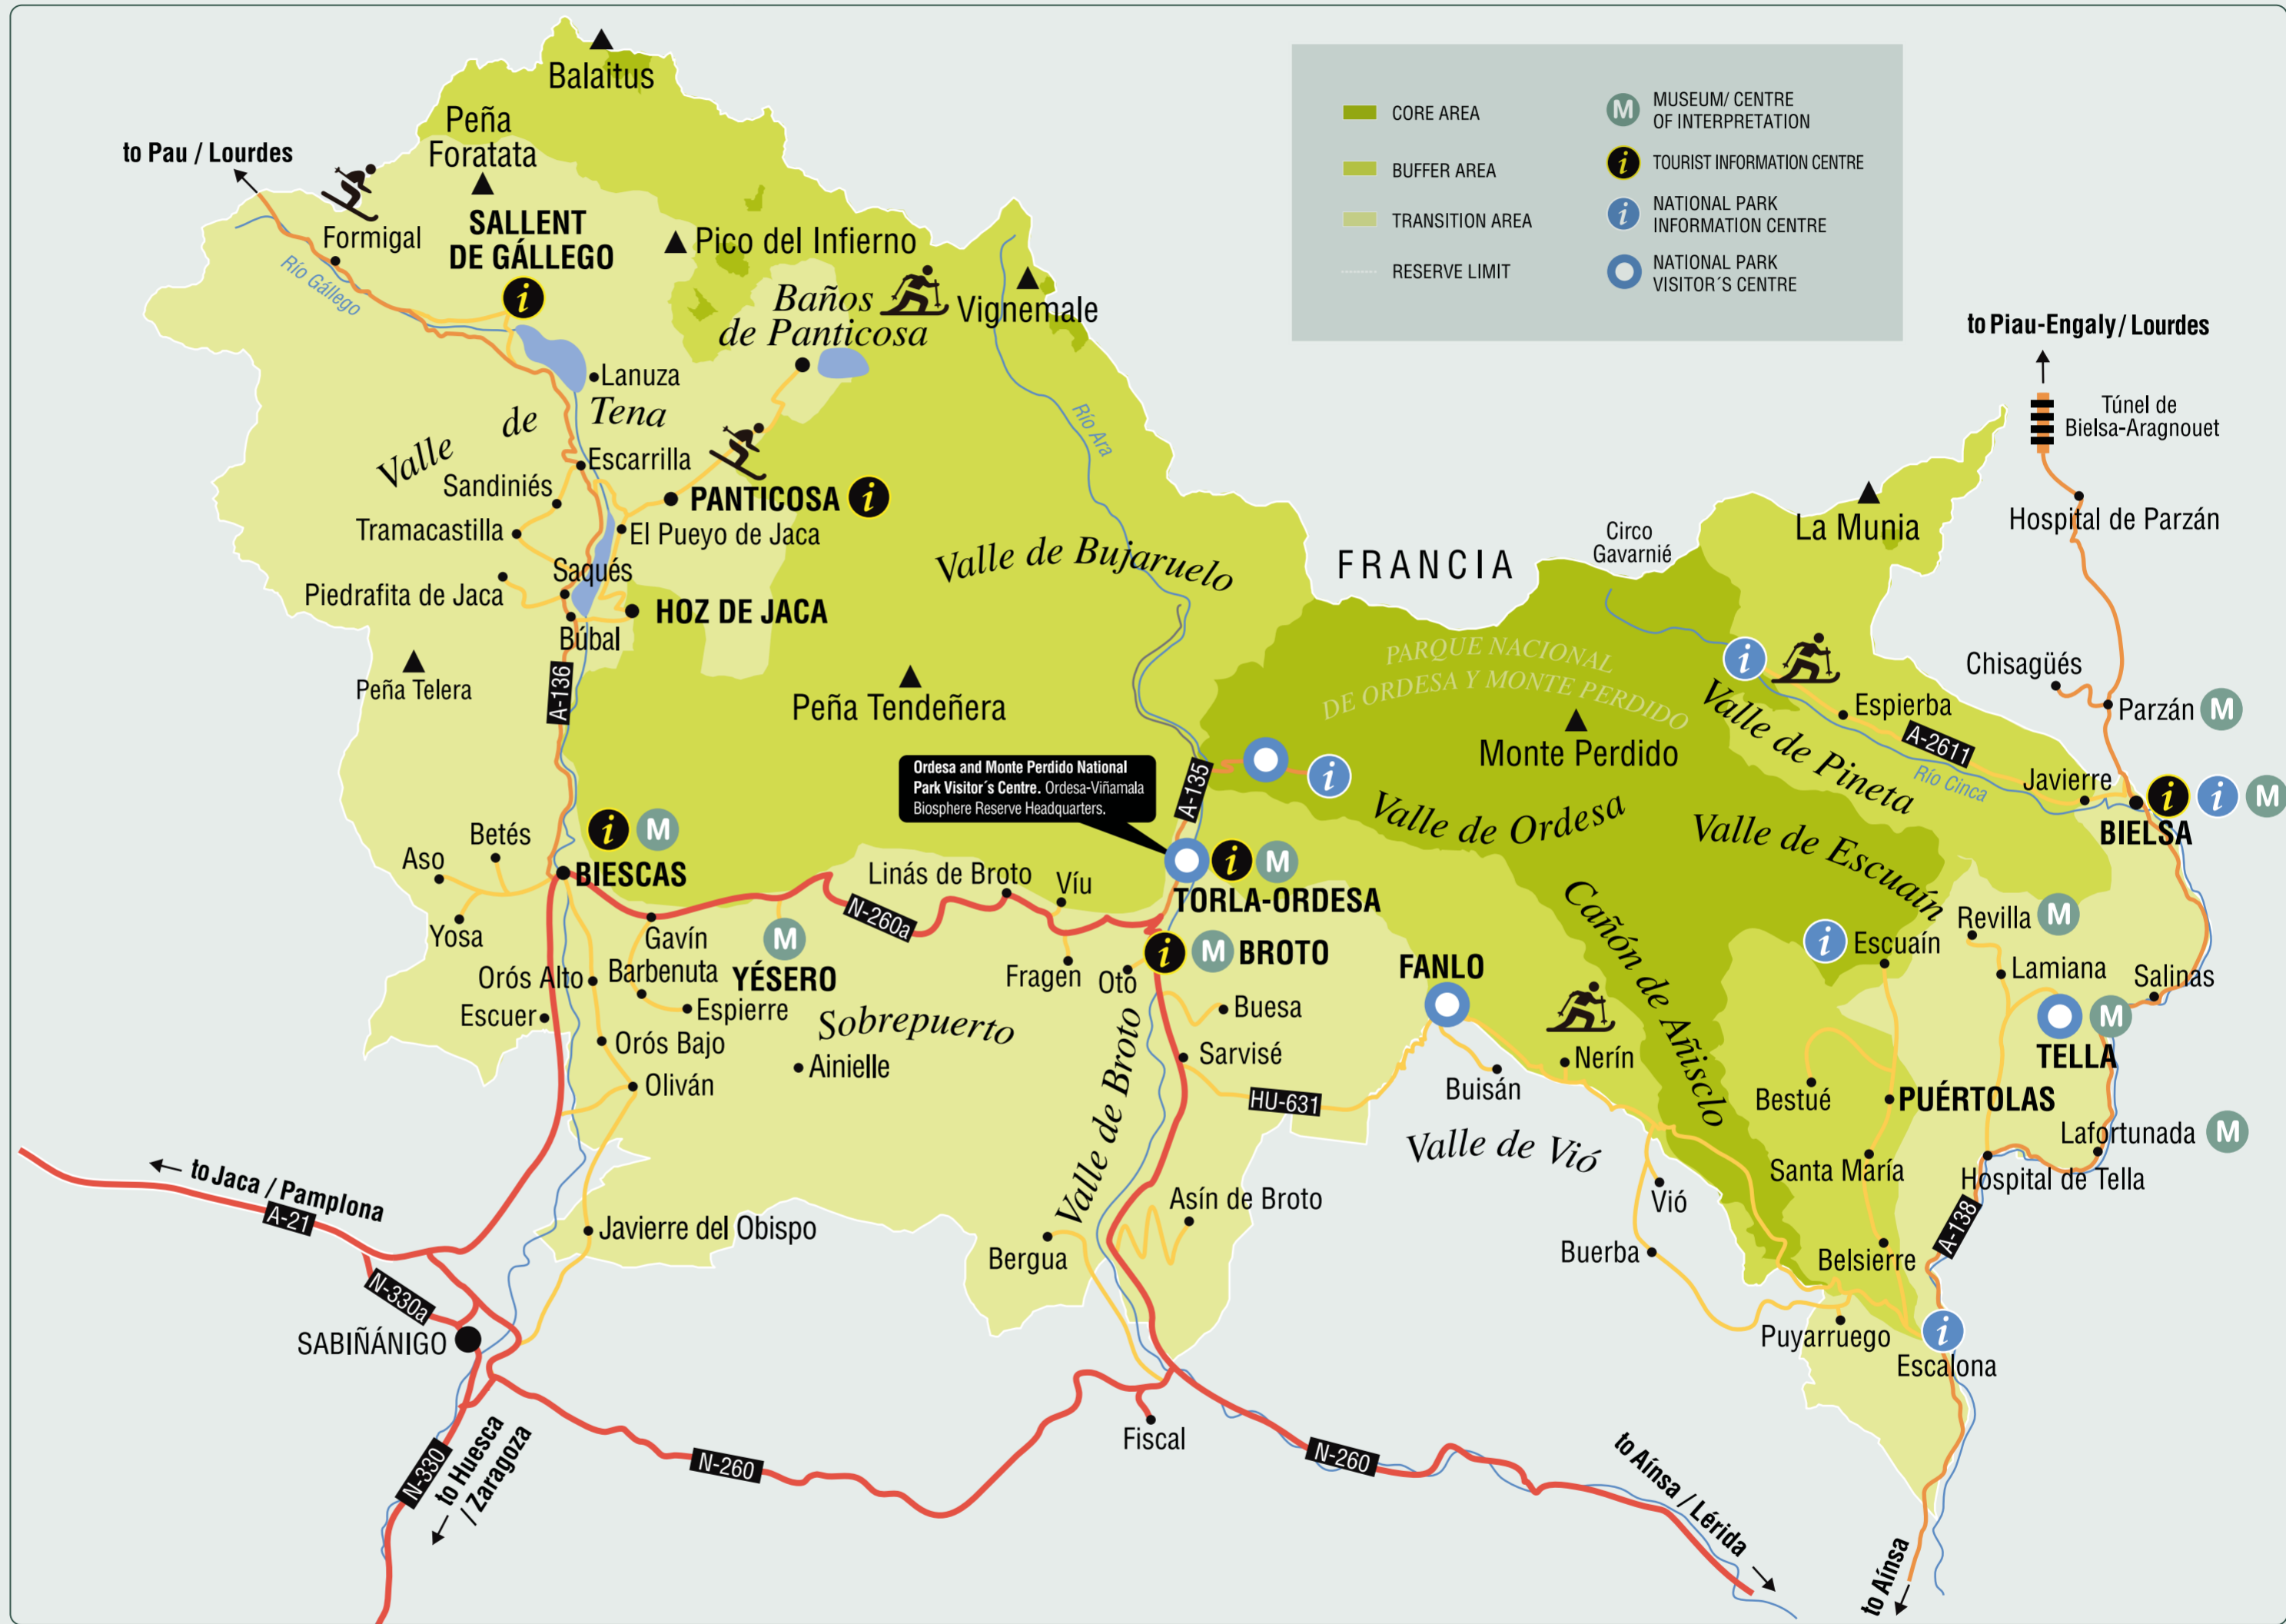 Balaitus
Peña
Foratata
to Pau / Lourdes
SALLENT
DE GÁLLEGO
i
Formigal
Río Gállego
Pico del Infierno
Baños
de Panticosa
Vignemale
CORE AREA
BUFFER AREA
TRANSITION AREA
RESERVE LIMIT
M
MUSEUM/ CENTRE
OF INTERPRETATION
i
TOURIST INFORMATION CENTRE
i
NATIONAL PARK
INFORMATION CENTRE
NATIONAL PARK
VISITOR´S CENTRE
to Piau-Engaly / Lourdes
Túnel de
Bielsa-Aragnouet
Hospital de Parzán
Lanuza
Valle de Tena
Río Ara
Escarrilla
Sandiniés
PANTICOSA
i
Tramacastilla
El Pueyo de Jaca
Saqués
Piedrafita de Jaca
HOZ DE JACA
Búbal
Peña Telera
A-136
Peña Tendeñera
Valle de Bujaruelo
FRANCIA
Circo
Gavarnié
La Munia
PARQUE NACIONAL
DE ORDESA Y MONTE PERDIDO
Monte Perdido
i
Valle de Pineta
Espierba
A-2611
Río Cinca
Chisagüés
Parzán
M
Javierre
i
i
M
BIELSA
Ordesa and Monte Perdido National
Park Visitor´s Centre. Ordesa-Viñamala
Biosphere Reserve Headquarters.
A-135
i
Valle de Ordesa
Valle de Escuaín
Cañón de Añisclo
i
M
TORLA-ORDESA
i
M
BIESCAS
Betés
Aso
Yosa
Linás de Broto
Víu
N-260a
Gavín
M
YÉSERO
Barbenuta
Espierre
Orós Alto
Escuer
Orós Bajo
Oliván
Sobrepuerto
Ainielle
Fragen
Oto
i
M
BROTO
Buesa
Sarvisé
Valle de Broto
HU-631
FANLO
Buisán
Nerín
Valle de Vió
Revilla
M
i
Escuaín
Lamiana
Salinas
M
TELLA
Bestué
PUÉRTOLAS
Lafortunada
M
Santa María
Hospital de Tella
A-138
Vió
Buerba
Belsierre
Puyarruego
i
Escalona
Asín de Broto
Bergua
Javierre del Obispo
to Jaca / Pamplona
A-21
N-330a
SABIÑÁNIGO
N-330
to Huesca
/ Zaragoza
N-260
Fiscal
N-260
to Aínsa / Lérida
to Aínsa